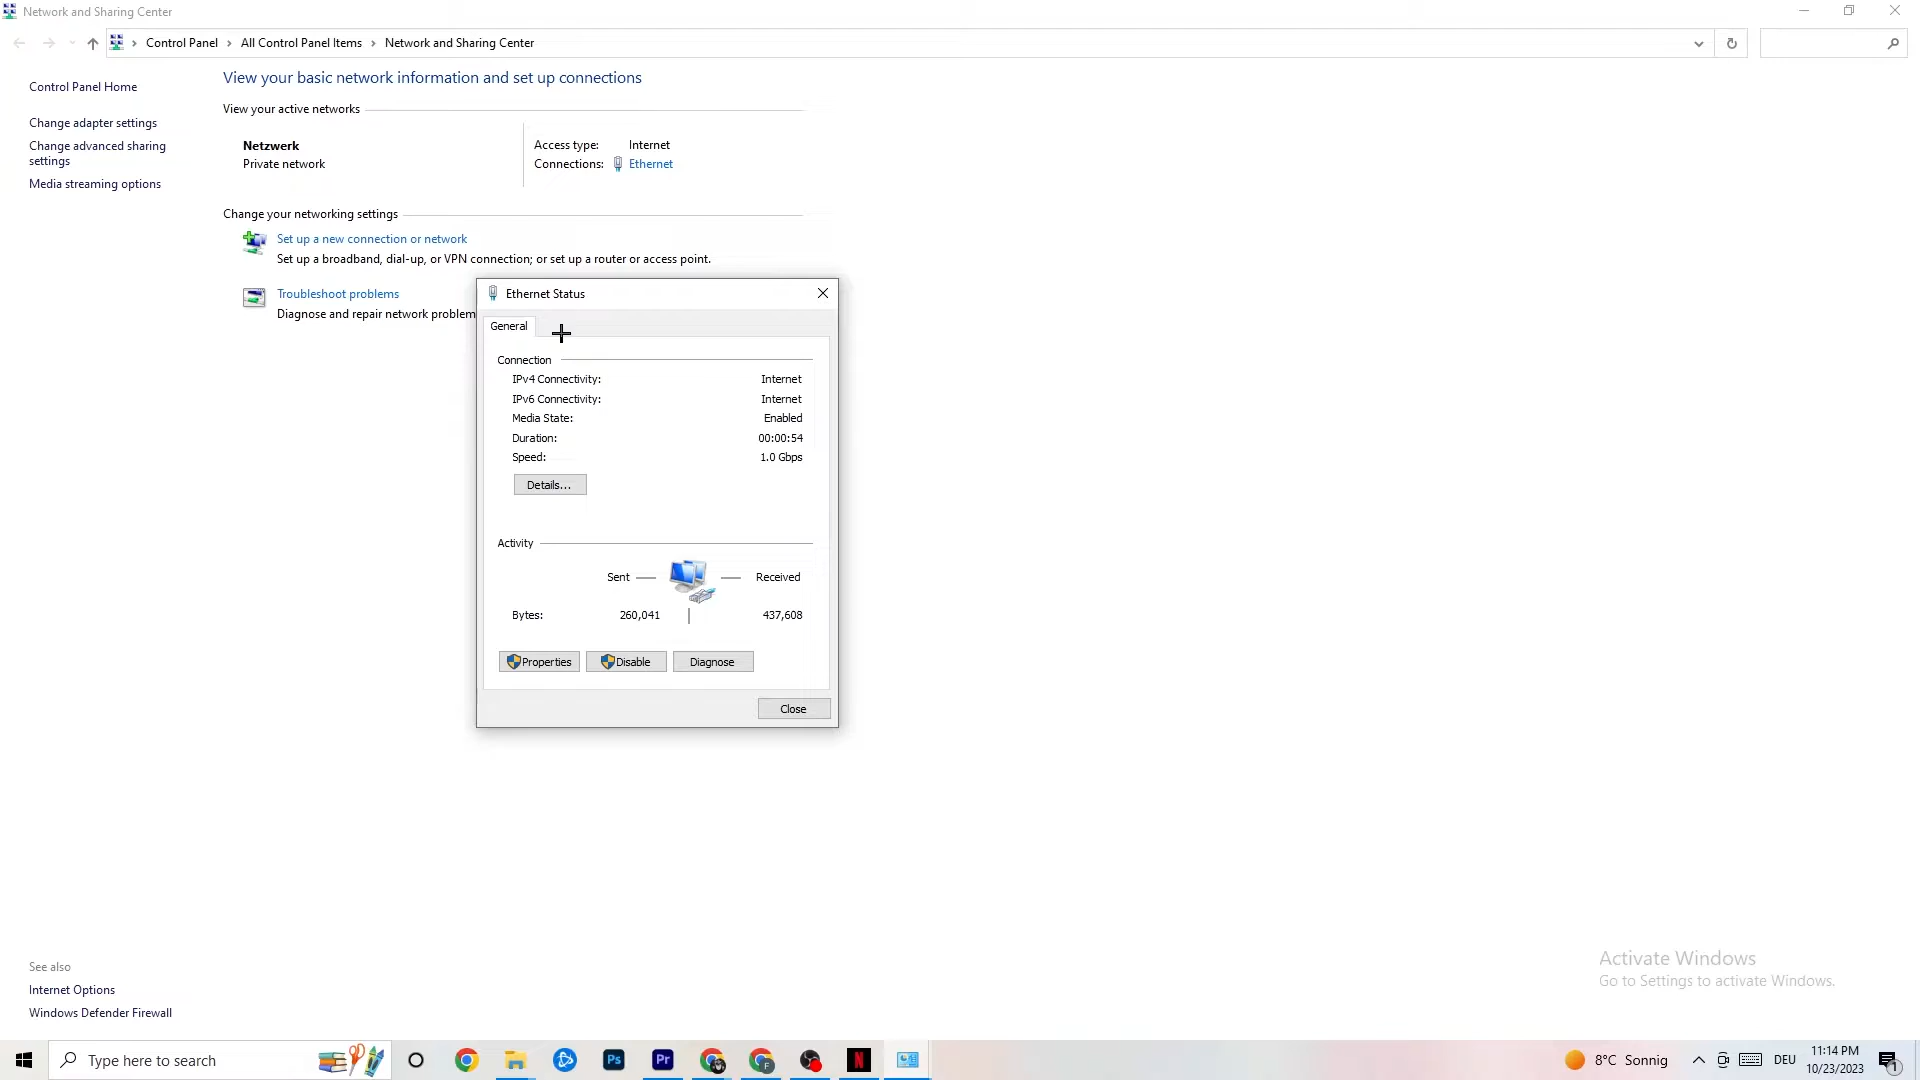 Network and Sharing Center
Control Panel > All Control Panel Items > Network and Sharing Center
Control Panel Home
Change adapter settings
Change advanced sharing
settings
Media streaming options
View your basic network information and set up connections
View your active networks
Netzwerk
Private network
Access type: Internet
Connections: Ethernet
Change your networking settings
Set up a new connection or network
Set up a broadband, dial-up, or VPN connection; or set up a router or access point.
Troubleshoot problems
Diagnose and repair network problem
Ethernet Status
General
Connection
IPv4 Connectivity: Internet
IPv6 Connectivity: Internet
Media State: Enabled
Duration: 00:00:54
Speed: 1.0 Gbps
Details...
Activity
Sent — — Received
Bytes: 260,041 | 437,608
Properties Disable Diagnose
Close
See also
Internet Options
Windows Defender Firewall
Activate Windows
Go to Settings to activate Windows.
Type here to search
Ps
Pr
F
N
8°C Sonnig
DEU
11:14 PM
10/23/2023
1